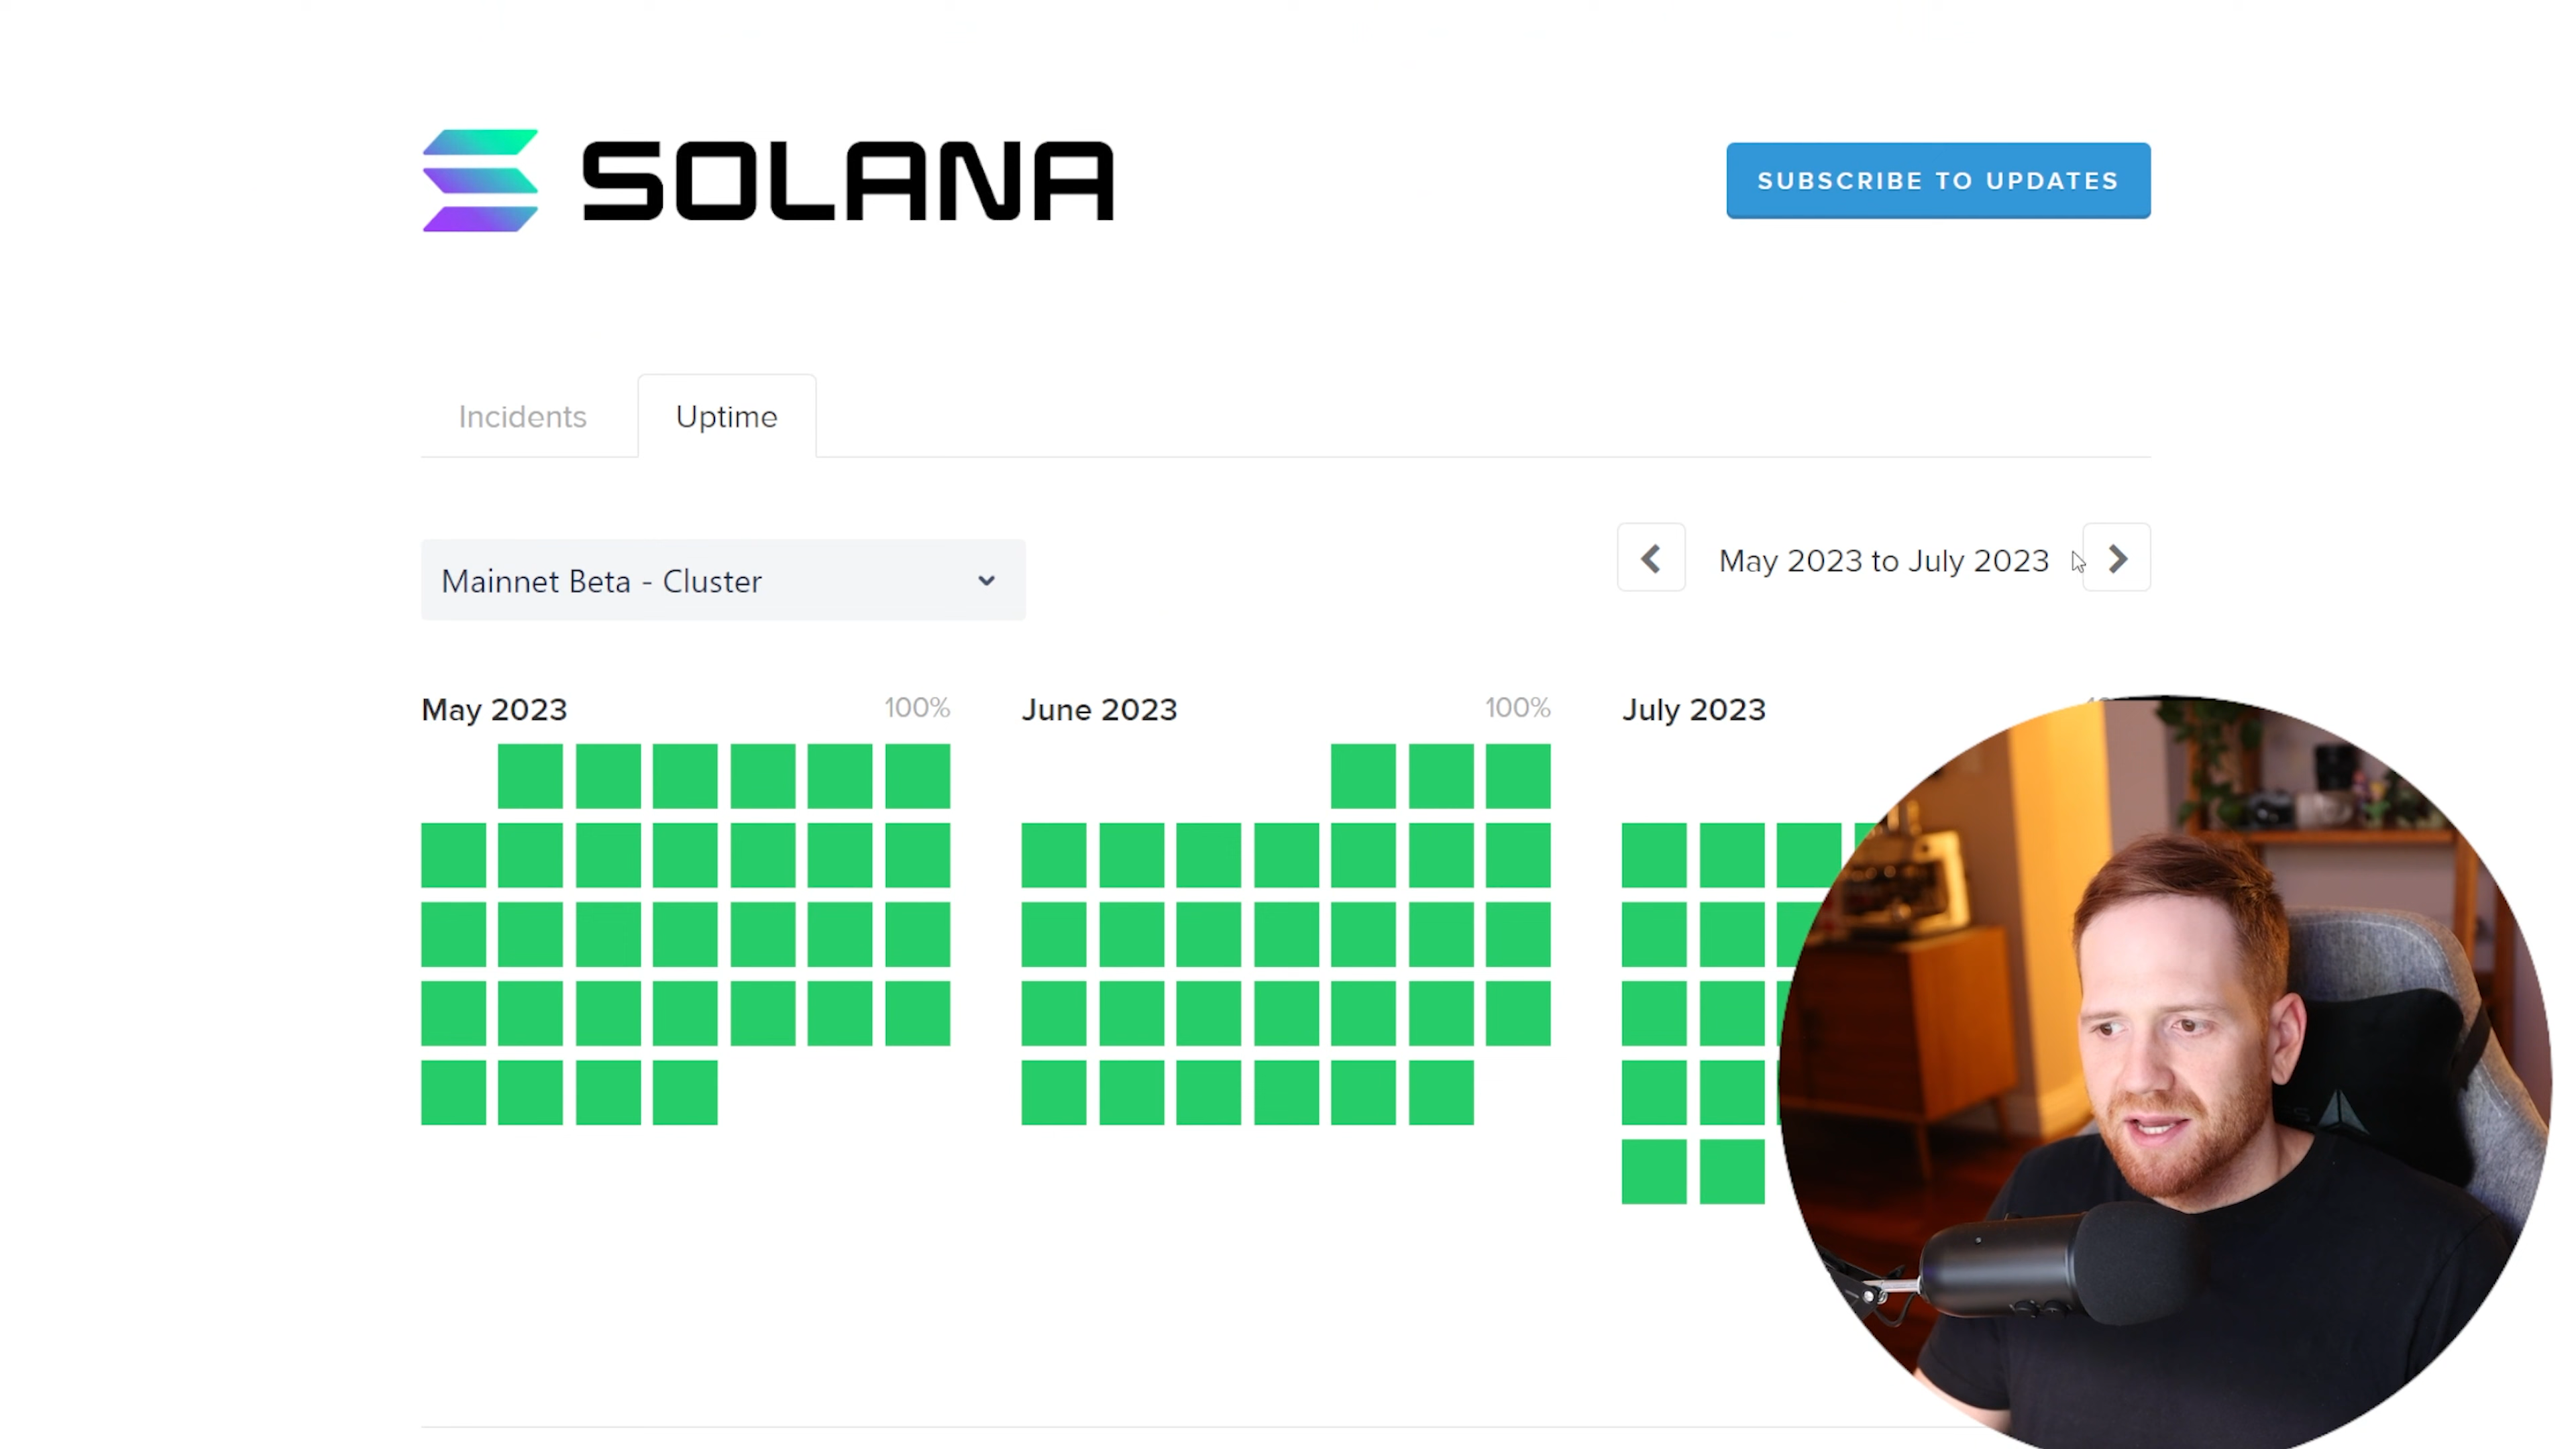 SOLANA
SUBSCRIBE TO UPDATES
Incidents
Uptime
Mainnet Beta - Cluster
May 2023 to July 2023
May 2023
100%
June 2023
100%
July 2023